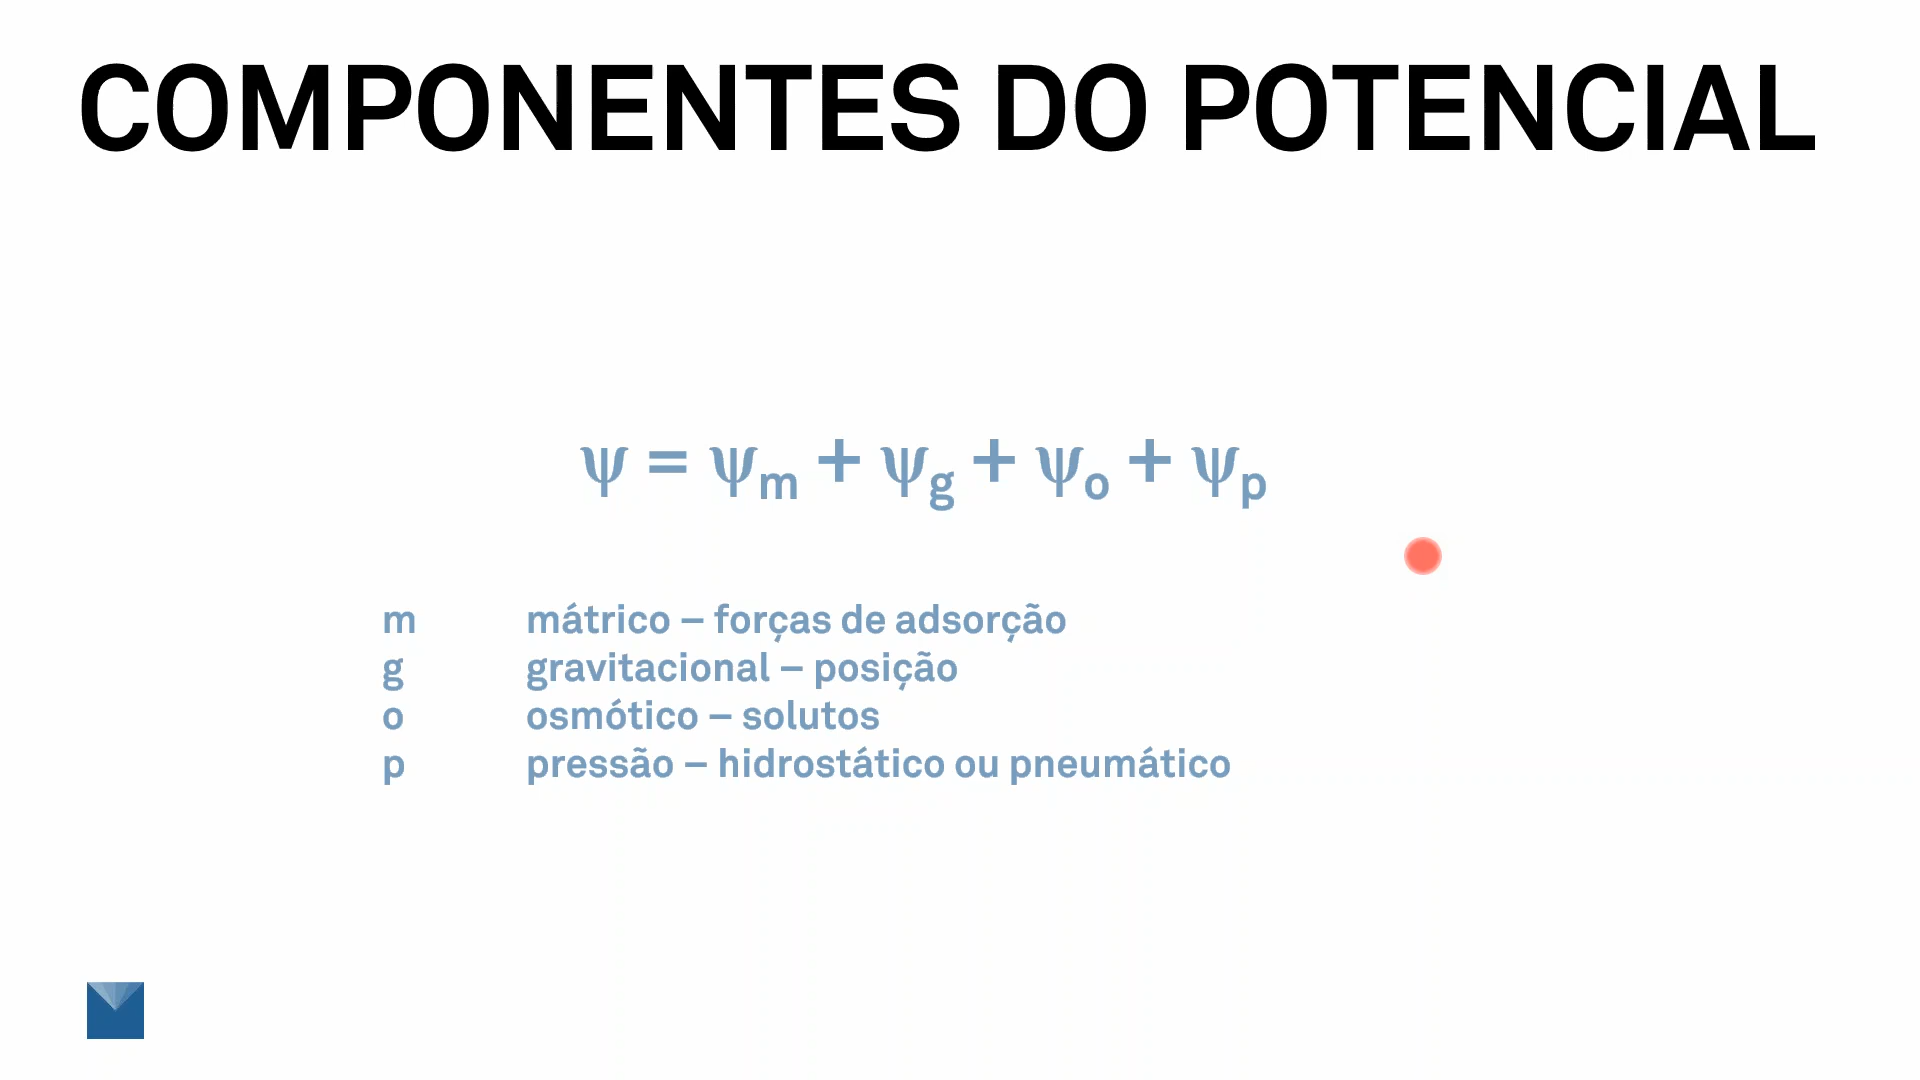 COMPONENTES DO POTENCIAL
ψ = ψm + ψg + ψo + ψp
m mátrico – forças de adsorção
g gravitacional – posição
o osmótico – solutos
p pressão – hidrostático ou pneumático